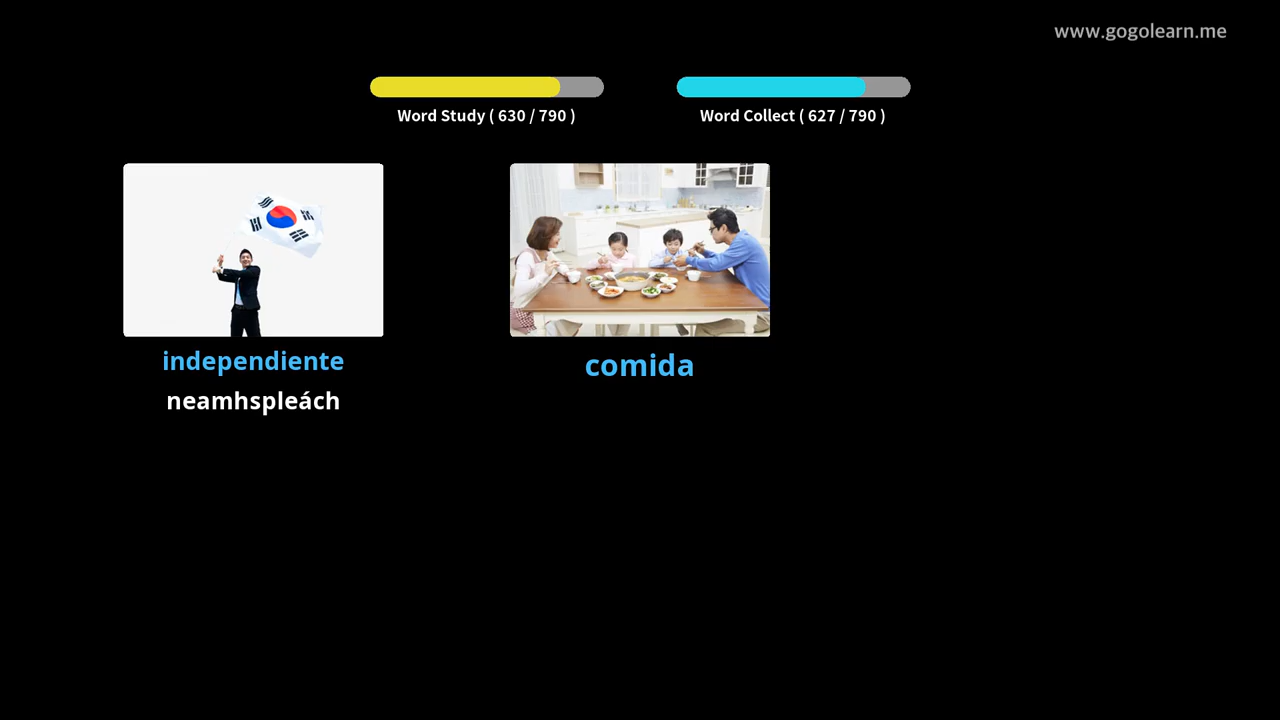 www.gogolearn.me
Word Study ( 630 / 790 )
Word Collect ( 627 / 790 )
independiente
neamhspleách
comida